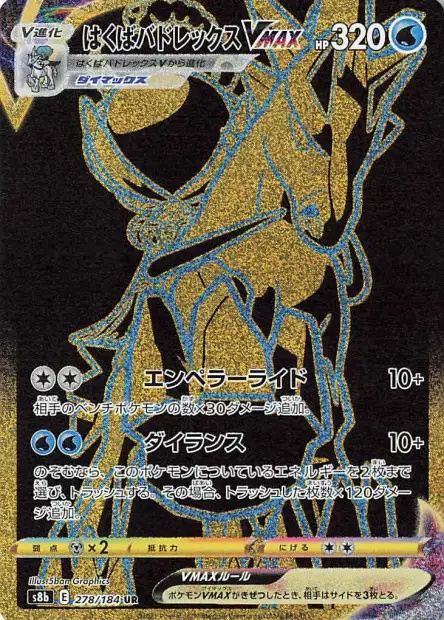 V進化
はくばバドレックスVMAX
HP320
はくばバドレックスVから進化
ダイマックス
エンペラーライド 10+
相手のベンチポケモンの数×30ダメージ追加。
ダイランス 10+
のぞむなら、このポケモンについているエネルギーを2枚まで
選び、トラッシュする。その場合、トラッシュした枚数×120ダメー
ジ追加。
弱点 ×2 抵抗力 にげる
Illus.5ban Graphics
s8b E 278/184 UR
VMAXルール
ポケモンVMAXがきぜつしたとき、相手はサイドを3枚とる。